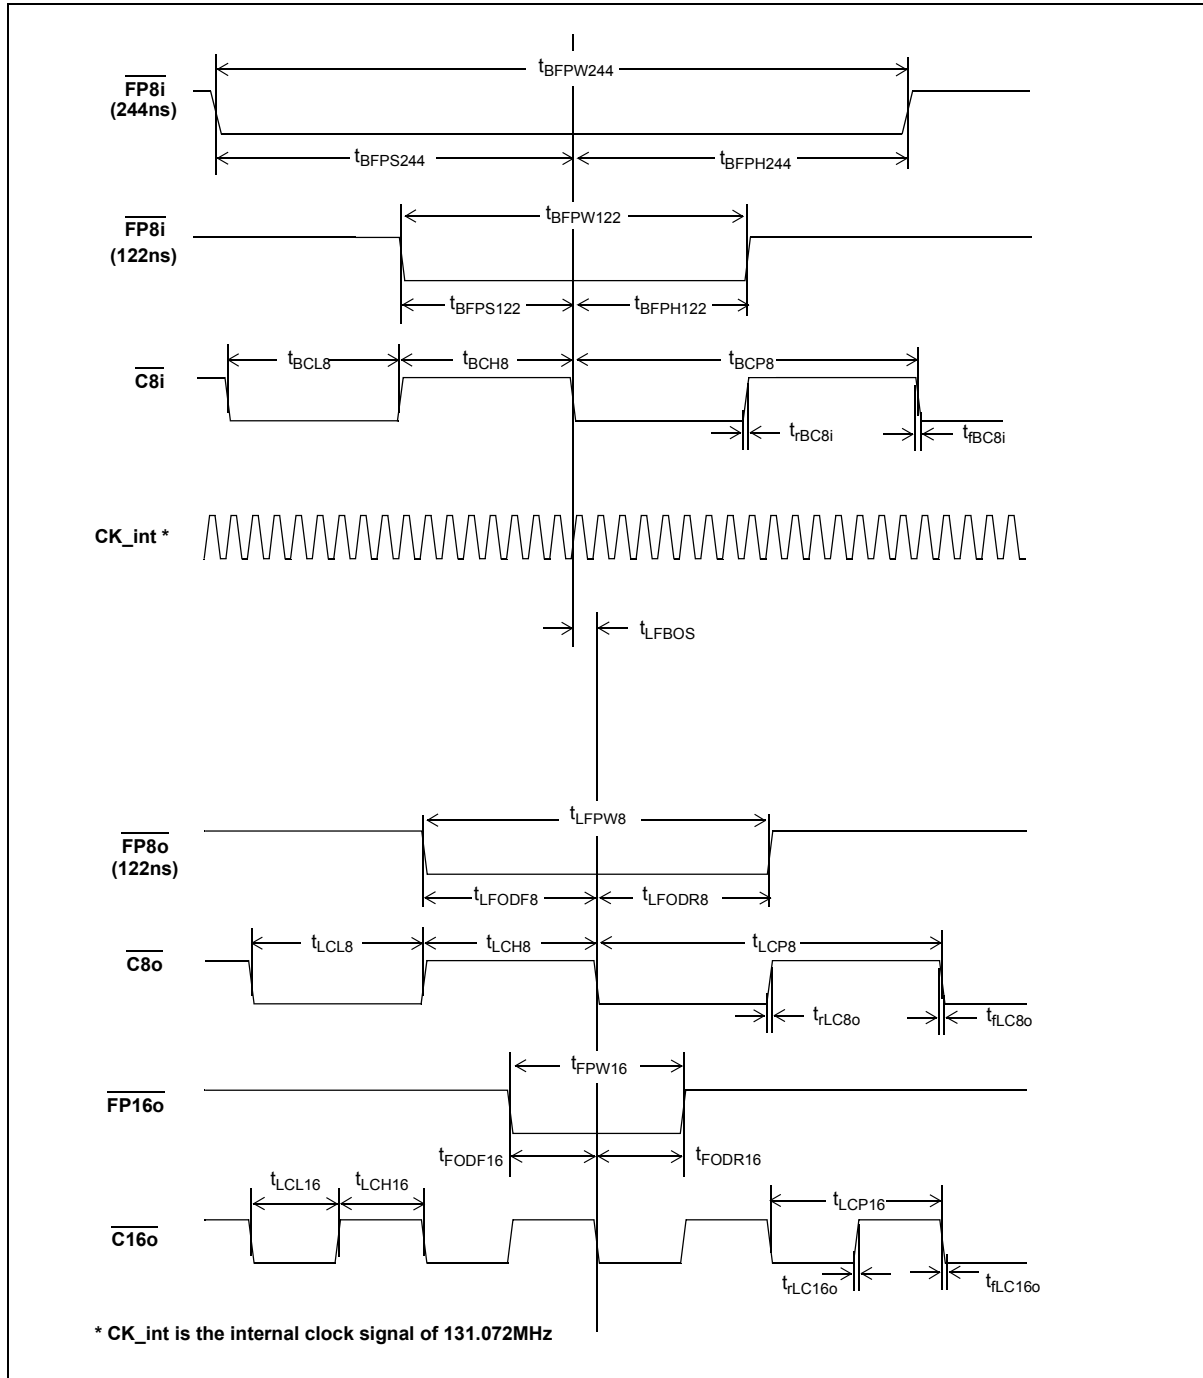 tBFPW244
FP8i
(244ns)
tBFPS244
tBFPH244
tBFPW122
FP8i
(122ns)
tBFPS122
tBFPH122
tBCL8
tBCH8
tBCP8
C8i
trBC8i
tfBC8i
CK_int *
tLFBOS
tLFPW8
FP8o
(122ns)
tLFODF8
tLFODR8
tLCL8
tLCH8
tLCP8
C8o
trLC8o
tfLC8o
tFPW16
FP16o
tFODF16
tFODR16
tLCL16
tLCH16
tLCP16
C16o
trLC16o
tfLC16o
* CK_int is the internal clock signal of 131.072MHz